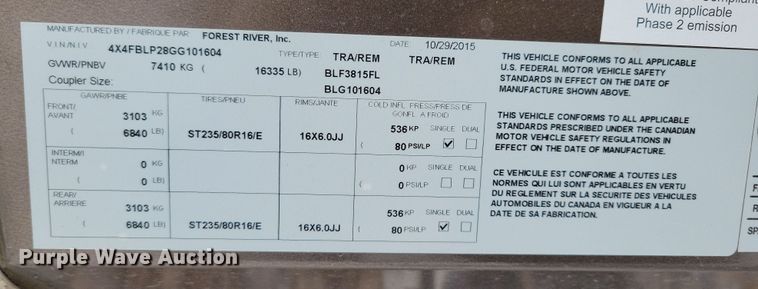 Compliant
With applicable
Phase 2 emission
MANUFACTURED BY / FABRIQUE PAR FOREST RIVER, Inc.
V.I.N/N.I.V 4X4FBLP28GG101604 DATE 10/29/2015
TYPE/TYPE TRA/REM TRA/REM
GVWR/PNBV 7410 KG ( 16335 LB) BLF3815FL
Coupler Size: BLG101604
GAWR/PNBE TIRES/PNEU RIMS/JANTE COLD INFL PRESS/PRESS DE
GONFL A FROID
FRONT/
AVANT 3103 KG 536 KP SINGLE DUAL
( 6840 LB) ST235/80R16/E 16X6.0JJ ( 80 PSI/LP
INTERM/I
NTERM 0 KG 0 KP SINGLE DUAL
( 0 LB) ( 0 PSI/LP
REAR/
ARRIERE 3103 KG 536 KP SINGLE DUAL
( 6840 LB) ST235/80R16/E 16X6.0JJ ( 80 PSI/LP
THIS VEHICLE CONFORMS TO ALL APPLICABLE
U.S. FEDERAL MOTOR VEHICLE SAFETY
STANDARDS IN EFFECT ON THE DATE OF
MANUFACTURE SHOWN ABOVE.
THIS VEHICLE CONFORMS TO ALL APPLICABLE
STANDARDS PRESCRIBED UNDER THE CANADIAN
MOTOR VEHICLE SAFETY REGULATIONS IN
EFFECT ON THE DATE OF MANUFACTURE.
CE VEHICULE EST CONFORME A TOUTES LES
NORMES QUI LUI SONT APPLICABLES EN VERTU
DU REGLEMENT SUR LA SECURITE DES VEHICULES
AUTOMOBILES DU CANADA EN VIGUEUR A LA
DATE DE SA FABRICATION.
Purple Wave Auction